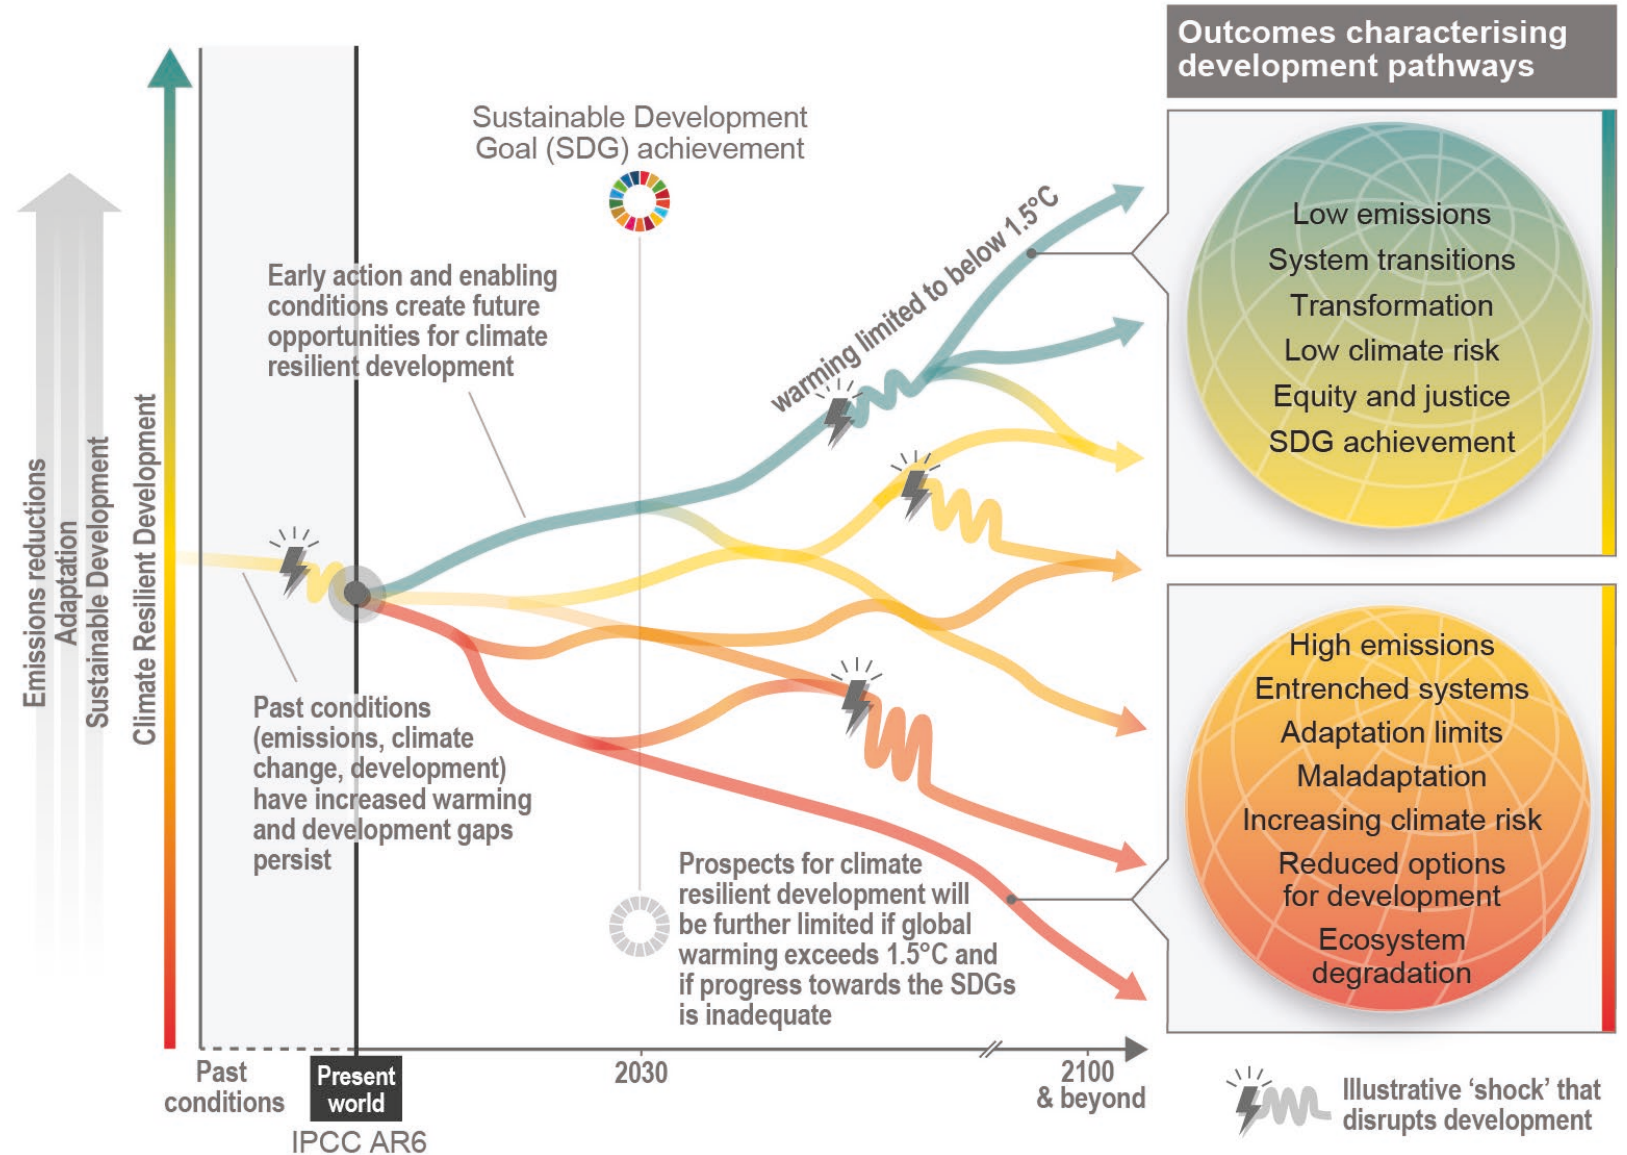 Outcomes characterising
development pathways
Sustainable Development
Goal (SDG) achievement
Emissions reductions
Adaptation
Sustainable Development
Climate Resilient Development
Early action and enabling
conditions create future
opportunities for climate
resilient development
warming limited to below 1.5°C
Low emissions
System transitions
Transformation
Low climate risk
Equity and justice
SDG achievement
Past conditions
(emissions, climate
change, development)
have increased warming
and development gaps
persist
Prospects for climate
resilient development will
be further limited if global
warming exceeds 1.5°C and
if progress towards the SDGs
is inadequate
High emissions
Entrenched systems
Adaptation limits
Maladaptation
Increasing climate risk
Reduced options
for development
Ecosystem
degradation
Past
conditions
Present
world
IPCC AR6
2030
2100
& beyond
Illustrative ‘shock’ that
disrupts development